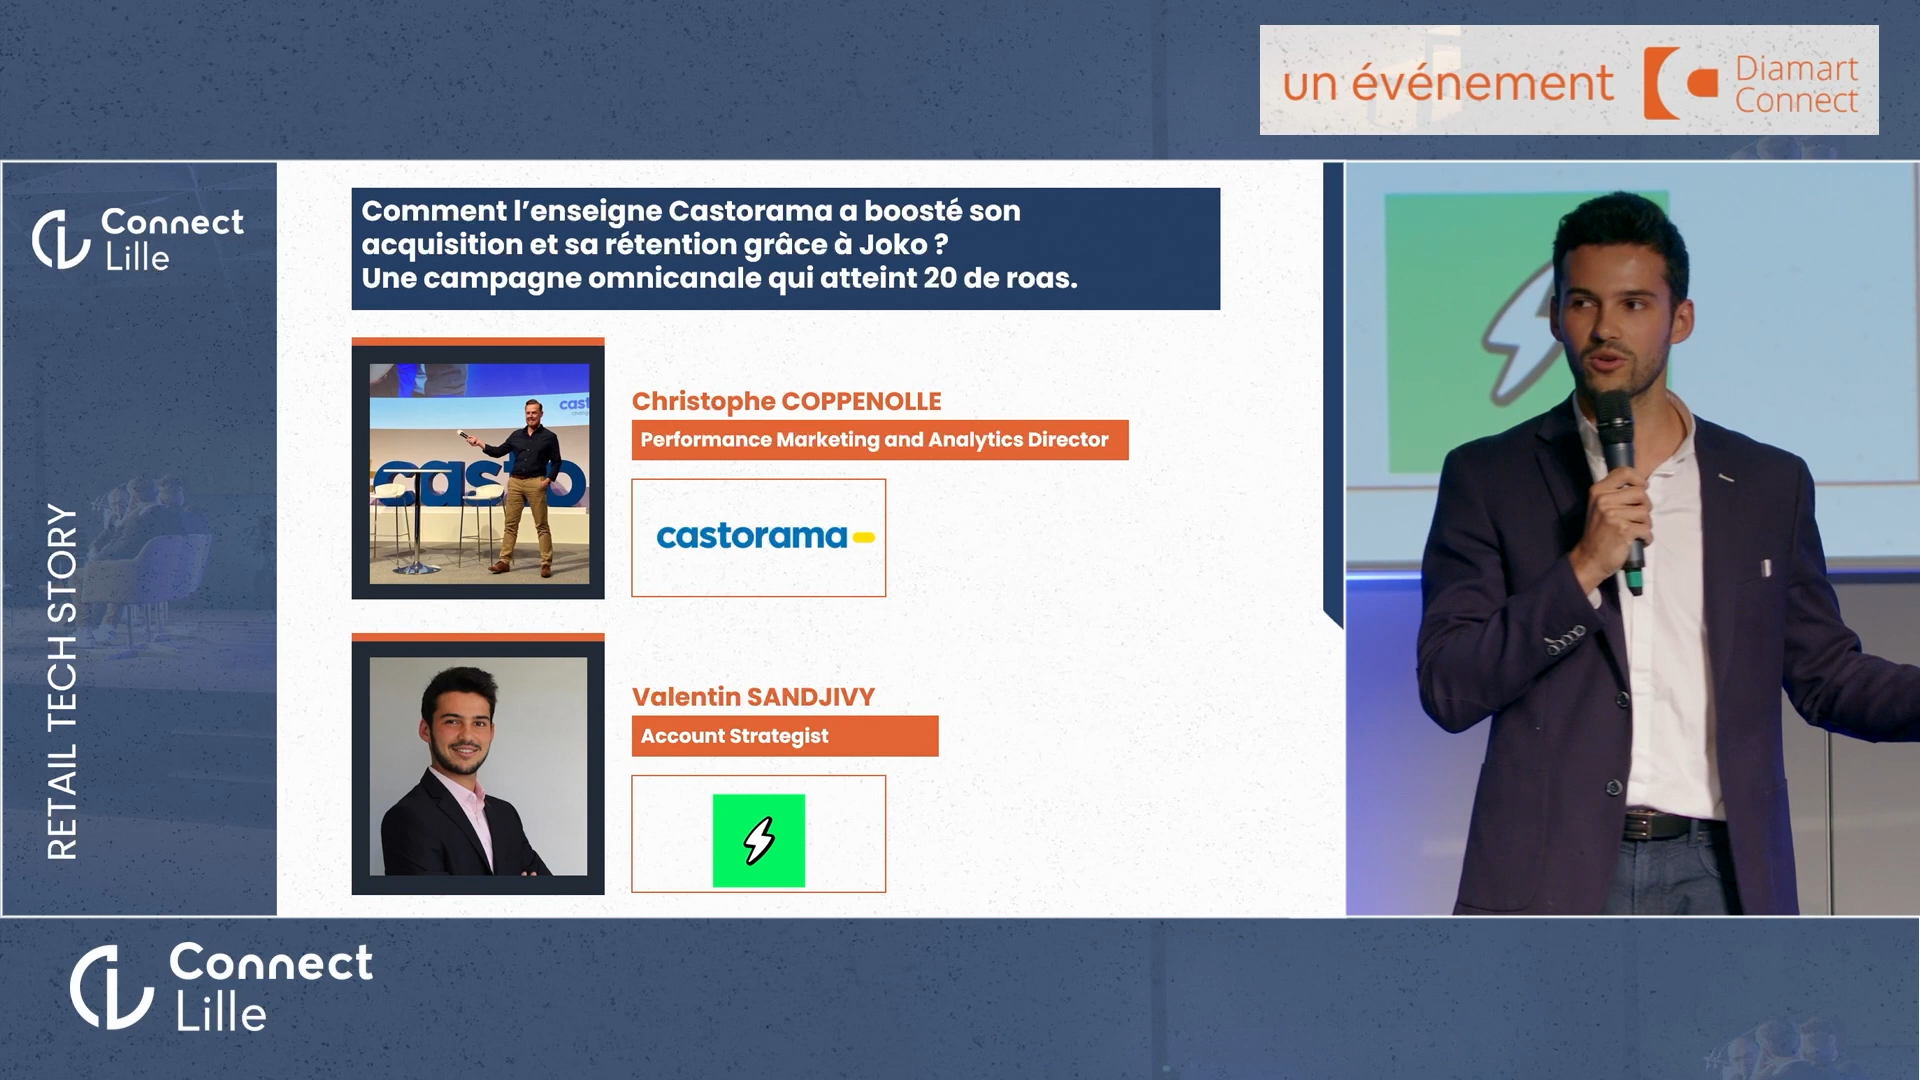 un événement
Diamart
Connect
Connect
Lille
RETAIL TECH STORY
Comment l’enseigne Castorama a boosté son
acquisition et sa rétention grâce à Joko ?
Une campagne omnicanale qui atteint 20 de roas.
cast
casto
Christophe COPPENOLLE
Performance Marketing and Analytics Director
castorama
Valentin SANDJIVY
Account Strategist
Connect
Lille